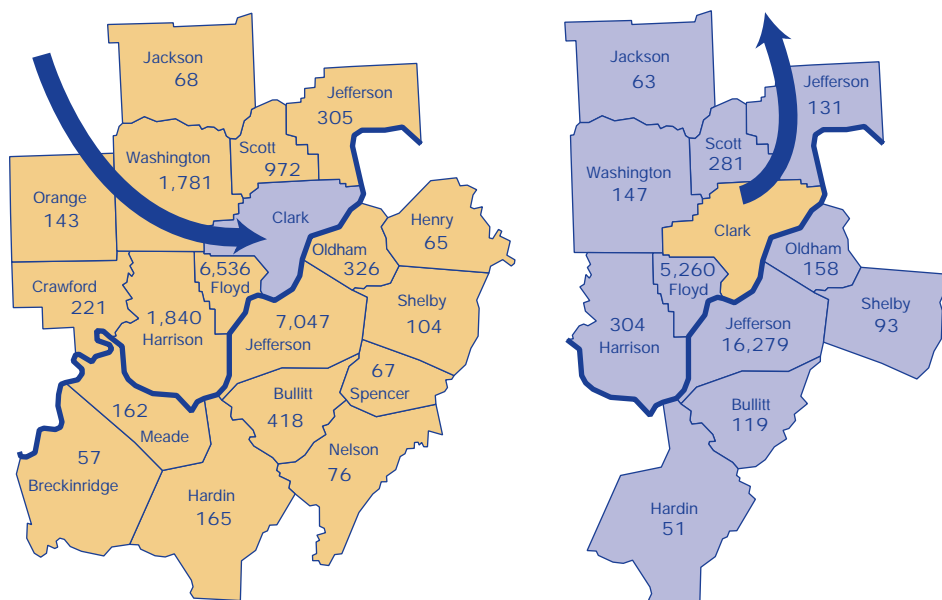 Jackson
68
Jefferson
305
Scott
972
Washington
1,781
Orange
143
Clark
Henry
65
Oldham
326
6,536
Floyd
Crawford
221
1,840
Harrison
7,047
Jefferson
Shelby
104
67
Spencer
Bullitt
418
162
Meade
Nelson
76
57
Breckinridge
Hardin
165
Jackson
63
Jefferson
131
Scott
281
Washington
147
Clark
Oldham
158
5,260
Floyd
Shelby
93
304
Harrison
Jefferson
16,279
Bullitt
119
Hardin
51